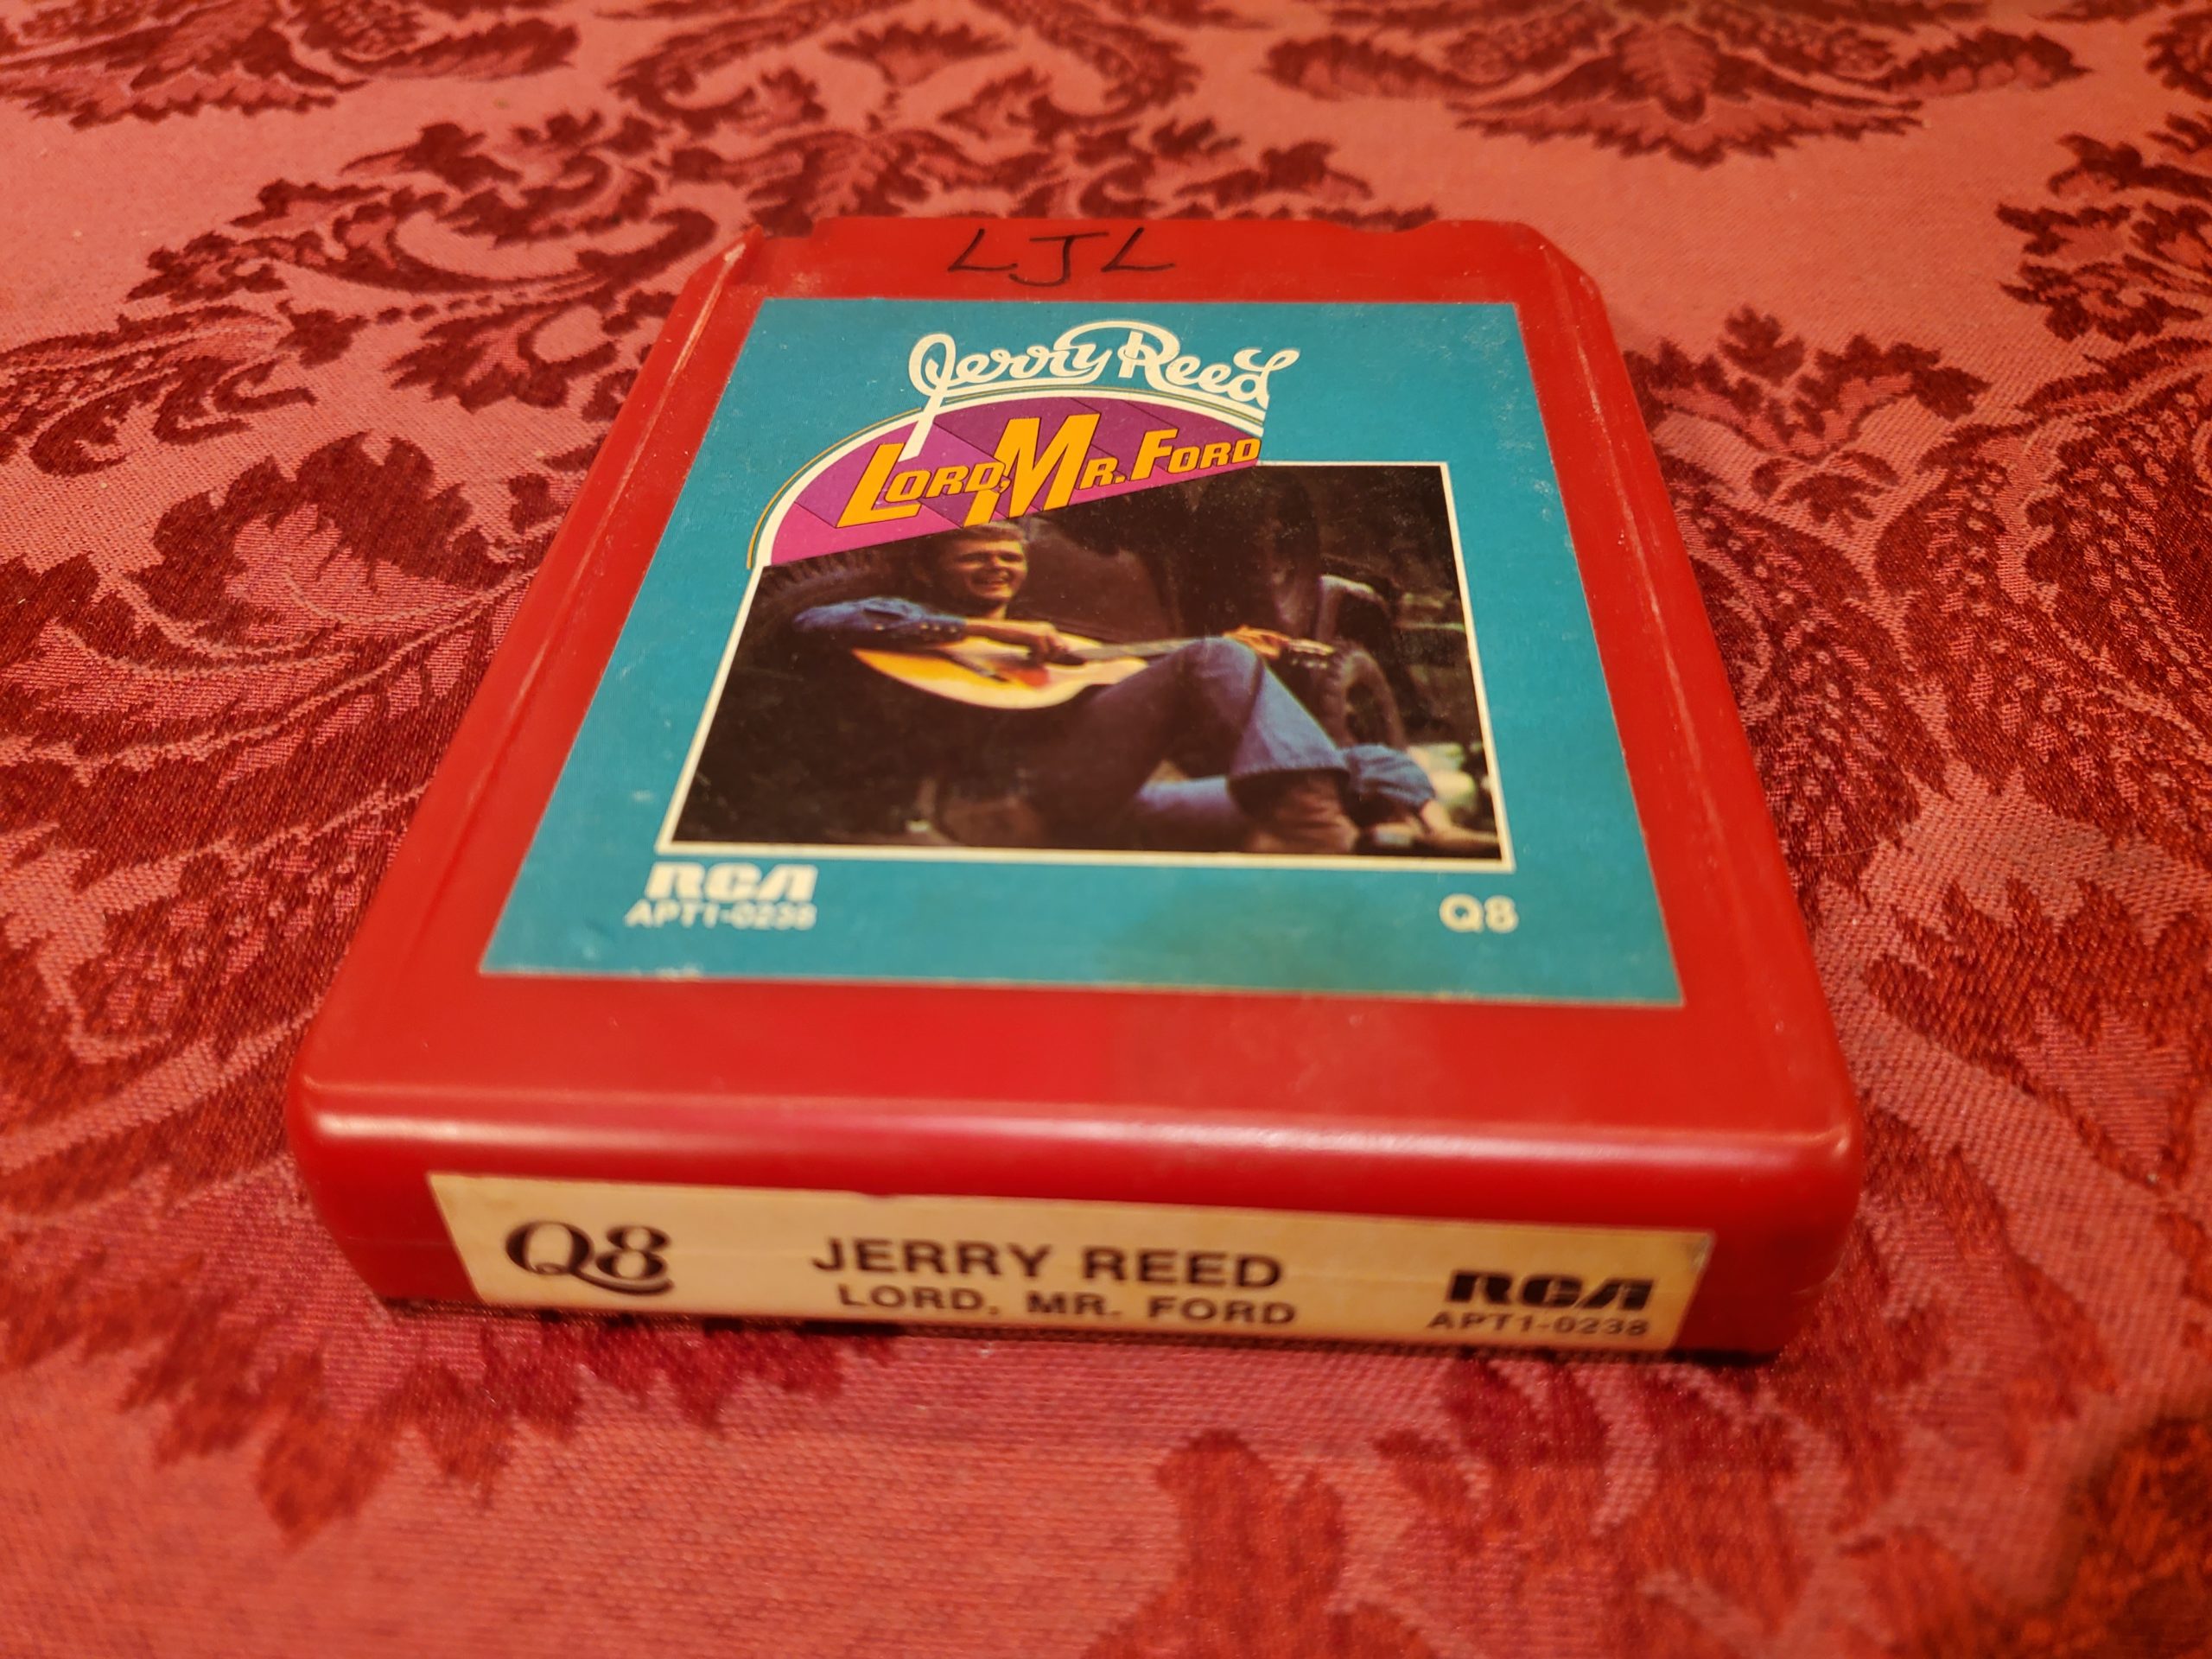 LJL
Jerry Reed
LORD, MR. FORD
RCA
APT1-0238
Q8
Q8
JERRY REED
LORD, MR. FORD
RCA
APT1-0238